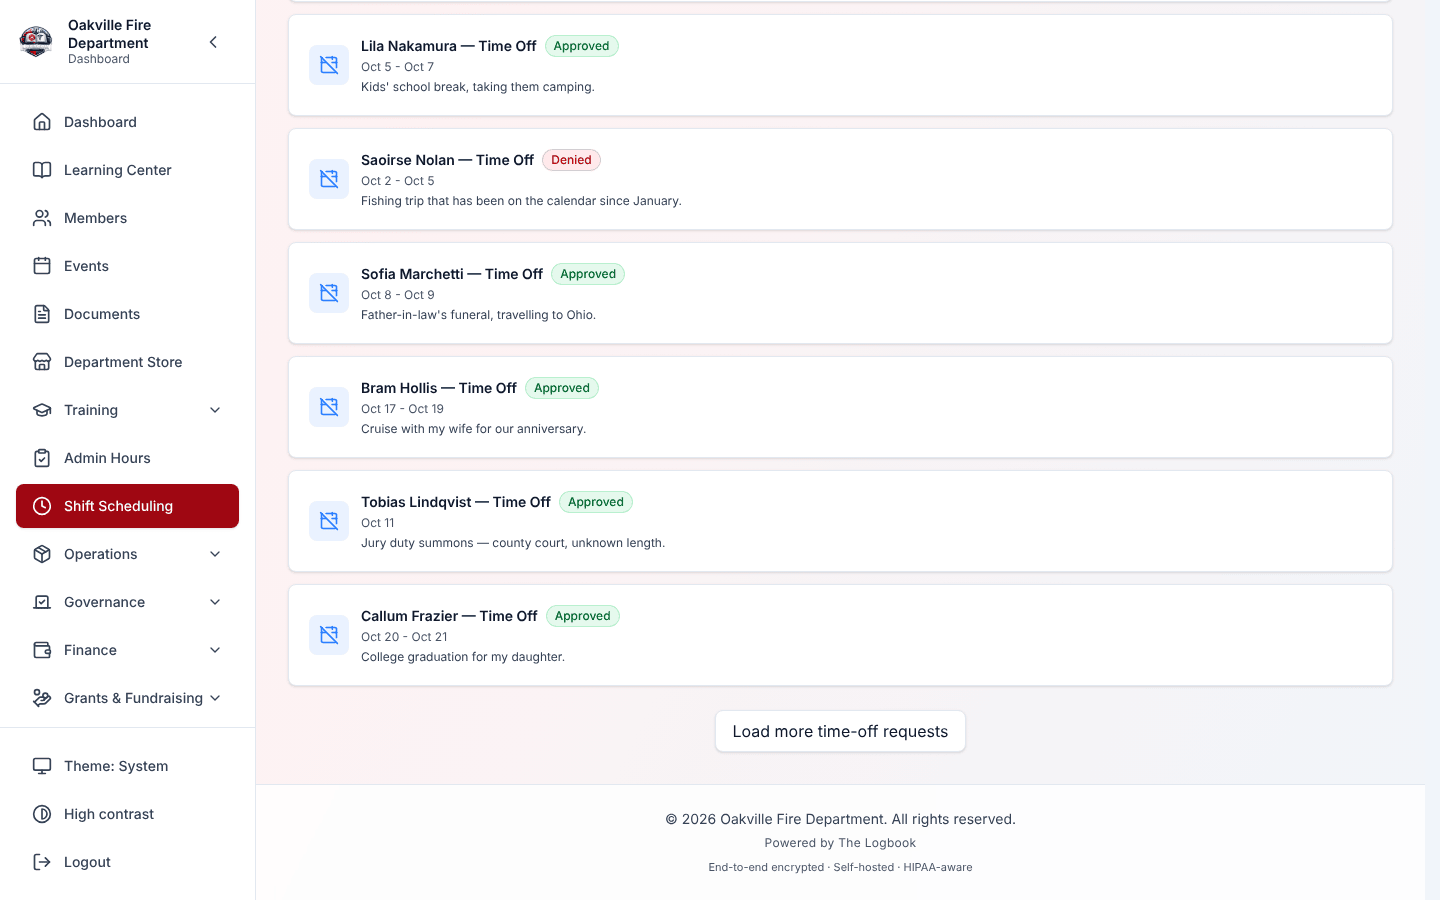 Oakville Fire
Department
Dashboard
Dashboard
Learning Center
Members
Events
Documents
Department Store
Training
Admin Hours
Shift Scheduling
Operations
Governance
Finance
Grants & Fundraising
Theme: System
High contrast
Logout
Lila Nakamura — Time Off Approved
Oct 5 - Oct 7
Kids' school break, taking them camping.
Saoirse Nolan — Time Off Denied
Oct 2 - Oct 5
Fishing trip that has been on the calendar since January.
Sofia Marchetti — Time Off Approved
Oct 8 - Oct 9
Father-in-law's funeral, travelling to Ohio.
Bram Hollis — Time Off Approved
Oct 17 - Oct 19
Cruise with my wife for our anniversary.
Tobias Lindqvist — Time Off Approved
Oct 11
Jury duty summons — county court, unknown length.
Callum Frazier — Time Off Approved
Oct 20 - Oct 21
College graduation for my daughter.
Load more time-off requests
© 2026 Oakville Fire Department. All rights reserved.
Powered by The Logbook
End-to-end encrypted · Self-hosted · HIPAA-aware